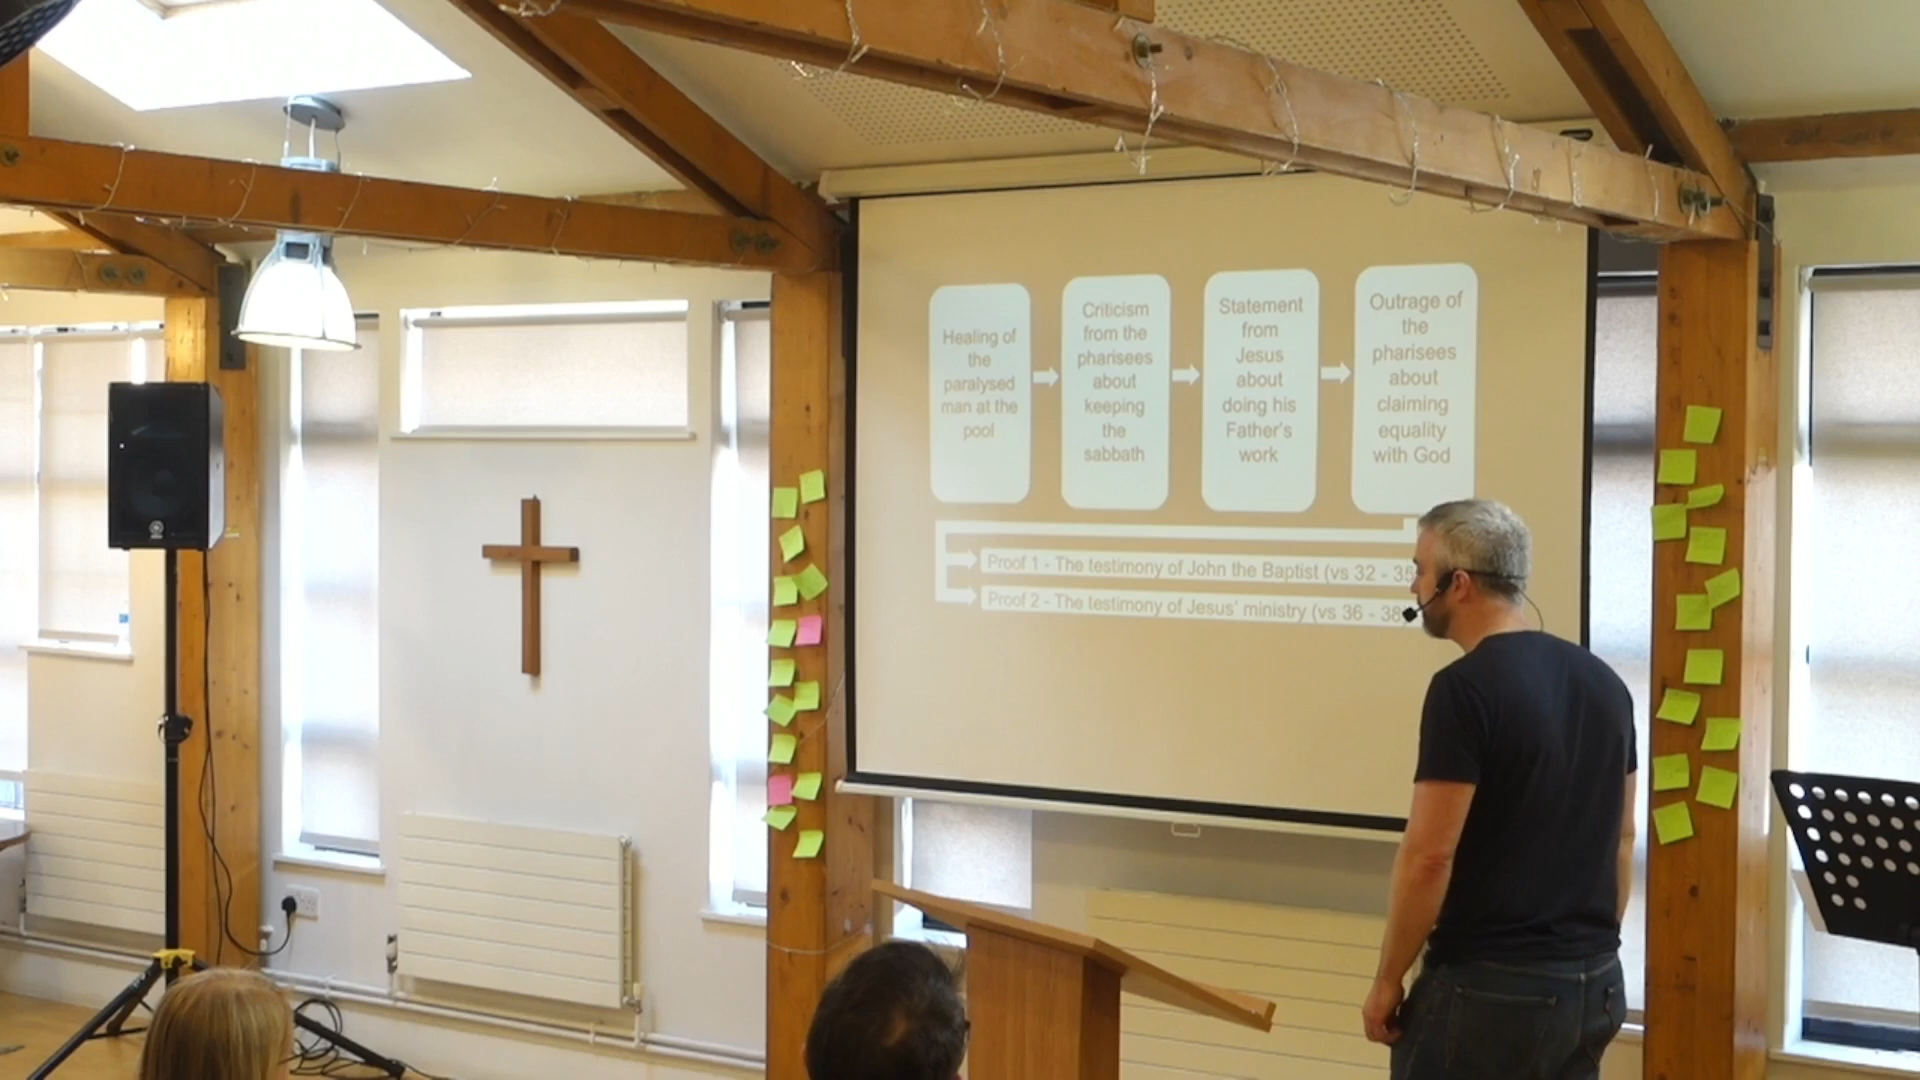 Healing of
the
paralysed
man at the
pool
Criticism
from the
pharisees
about
keeping
the
sabbath
Statement
from
Jesus
about
doing his
Father's
work
Outrage of
the
pharisees
about
claiming
equality
with God
Proof 1 - The testimony of John the Baptist (vs 32 - 35
Proof 2 - The testimony of Jesus' ministry (vs 36 - 38